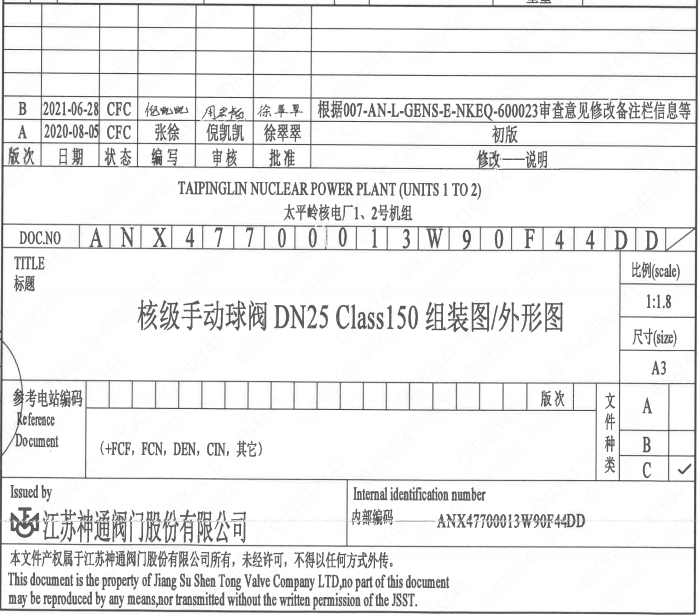 B 2021-06-28 CFC 徐翠翠 根据007-AN-L-GENS-E-NKEQ-600023审查意见修改备注栏信息等
A 2020-08-05 CFC 张徐 倪凯凯 徐翠翠 初版
版次 日期 状态 编写 审核 批准 修改——说明
TAIPINGLIN NUCLEAR POWER PLANT (UNITS 1 TO 2)
太平岭核电厂1、2号机组
DOC.NO A N X 4 7 7 0 0 0 1 3 W 9 0 F 4 4 D D
TITLE
标题
核级手动球阀 DN25 Class150 组装图/外形图
比例(scale)
1:1.8
尺寸(size)
A3
参考电站编码
Reference
Document
版次
(+FCF, FCN, DEN, CIN, 其它)
文件种类
A
B
C ✓
Issued by
江苏神通阀门股份有限公司
Internal identification number
内部编码 ANX47700013W90F44DD
本文件产权属于江苏神通阀门股份有限公司所有，未经许可，不得以任何方式外传。
This document is the property of Jiang Su Shen Tong Valve Company LTD,no part of this document
may be reproduced by any means,nor transmitted without the written permission of the JSST.